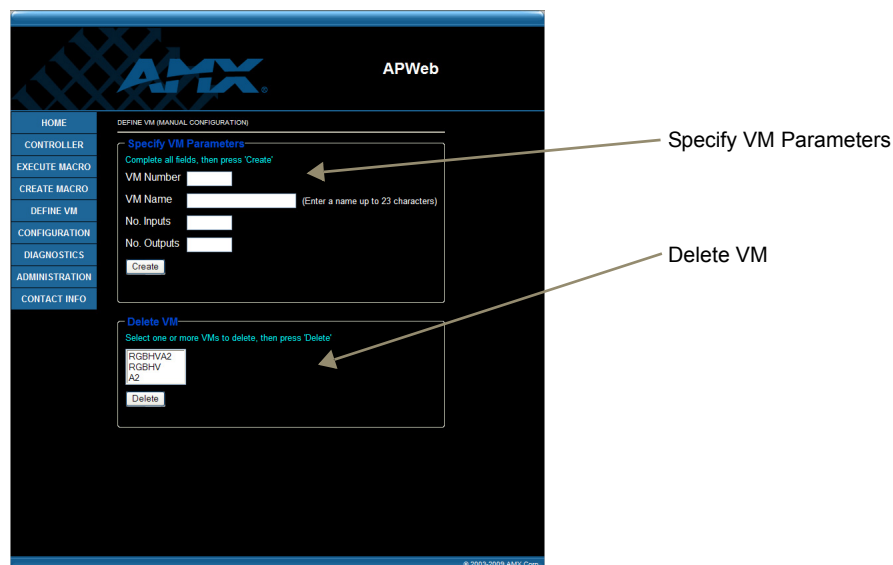 AMX
®
APWeb
HOME
CONTROLLER
EXECUTE MACRO
CREATE MACRO
DEFINE VM
CONFIGURATION
DIAGNOSTICS
ADMINISTRATION
CONTACT INFO
DEFINE VM (MANUAL CONFIGURATION)
Specify VM Parameters
Complete all fields, then press 'Create'
VM Number
VM Name (Enter a name up to 23 characters)
No. Inputs
No. Outputs
Create
Delete VM
Select one or more VMs to delete, then press 'Delete'
RGBHVA2
RGBHV
A2
Delete
© 2003-2009 AMX Corp
Specify VM Parameters
Delete VM